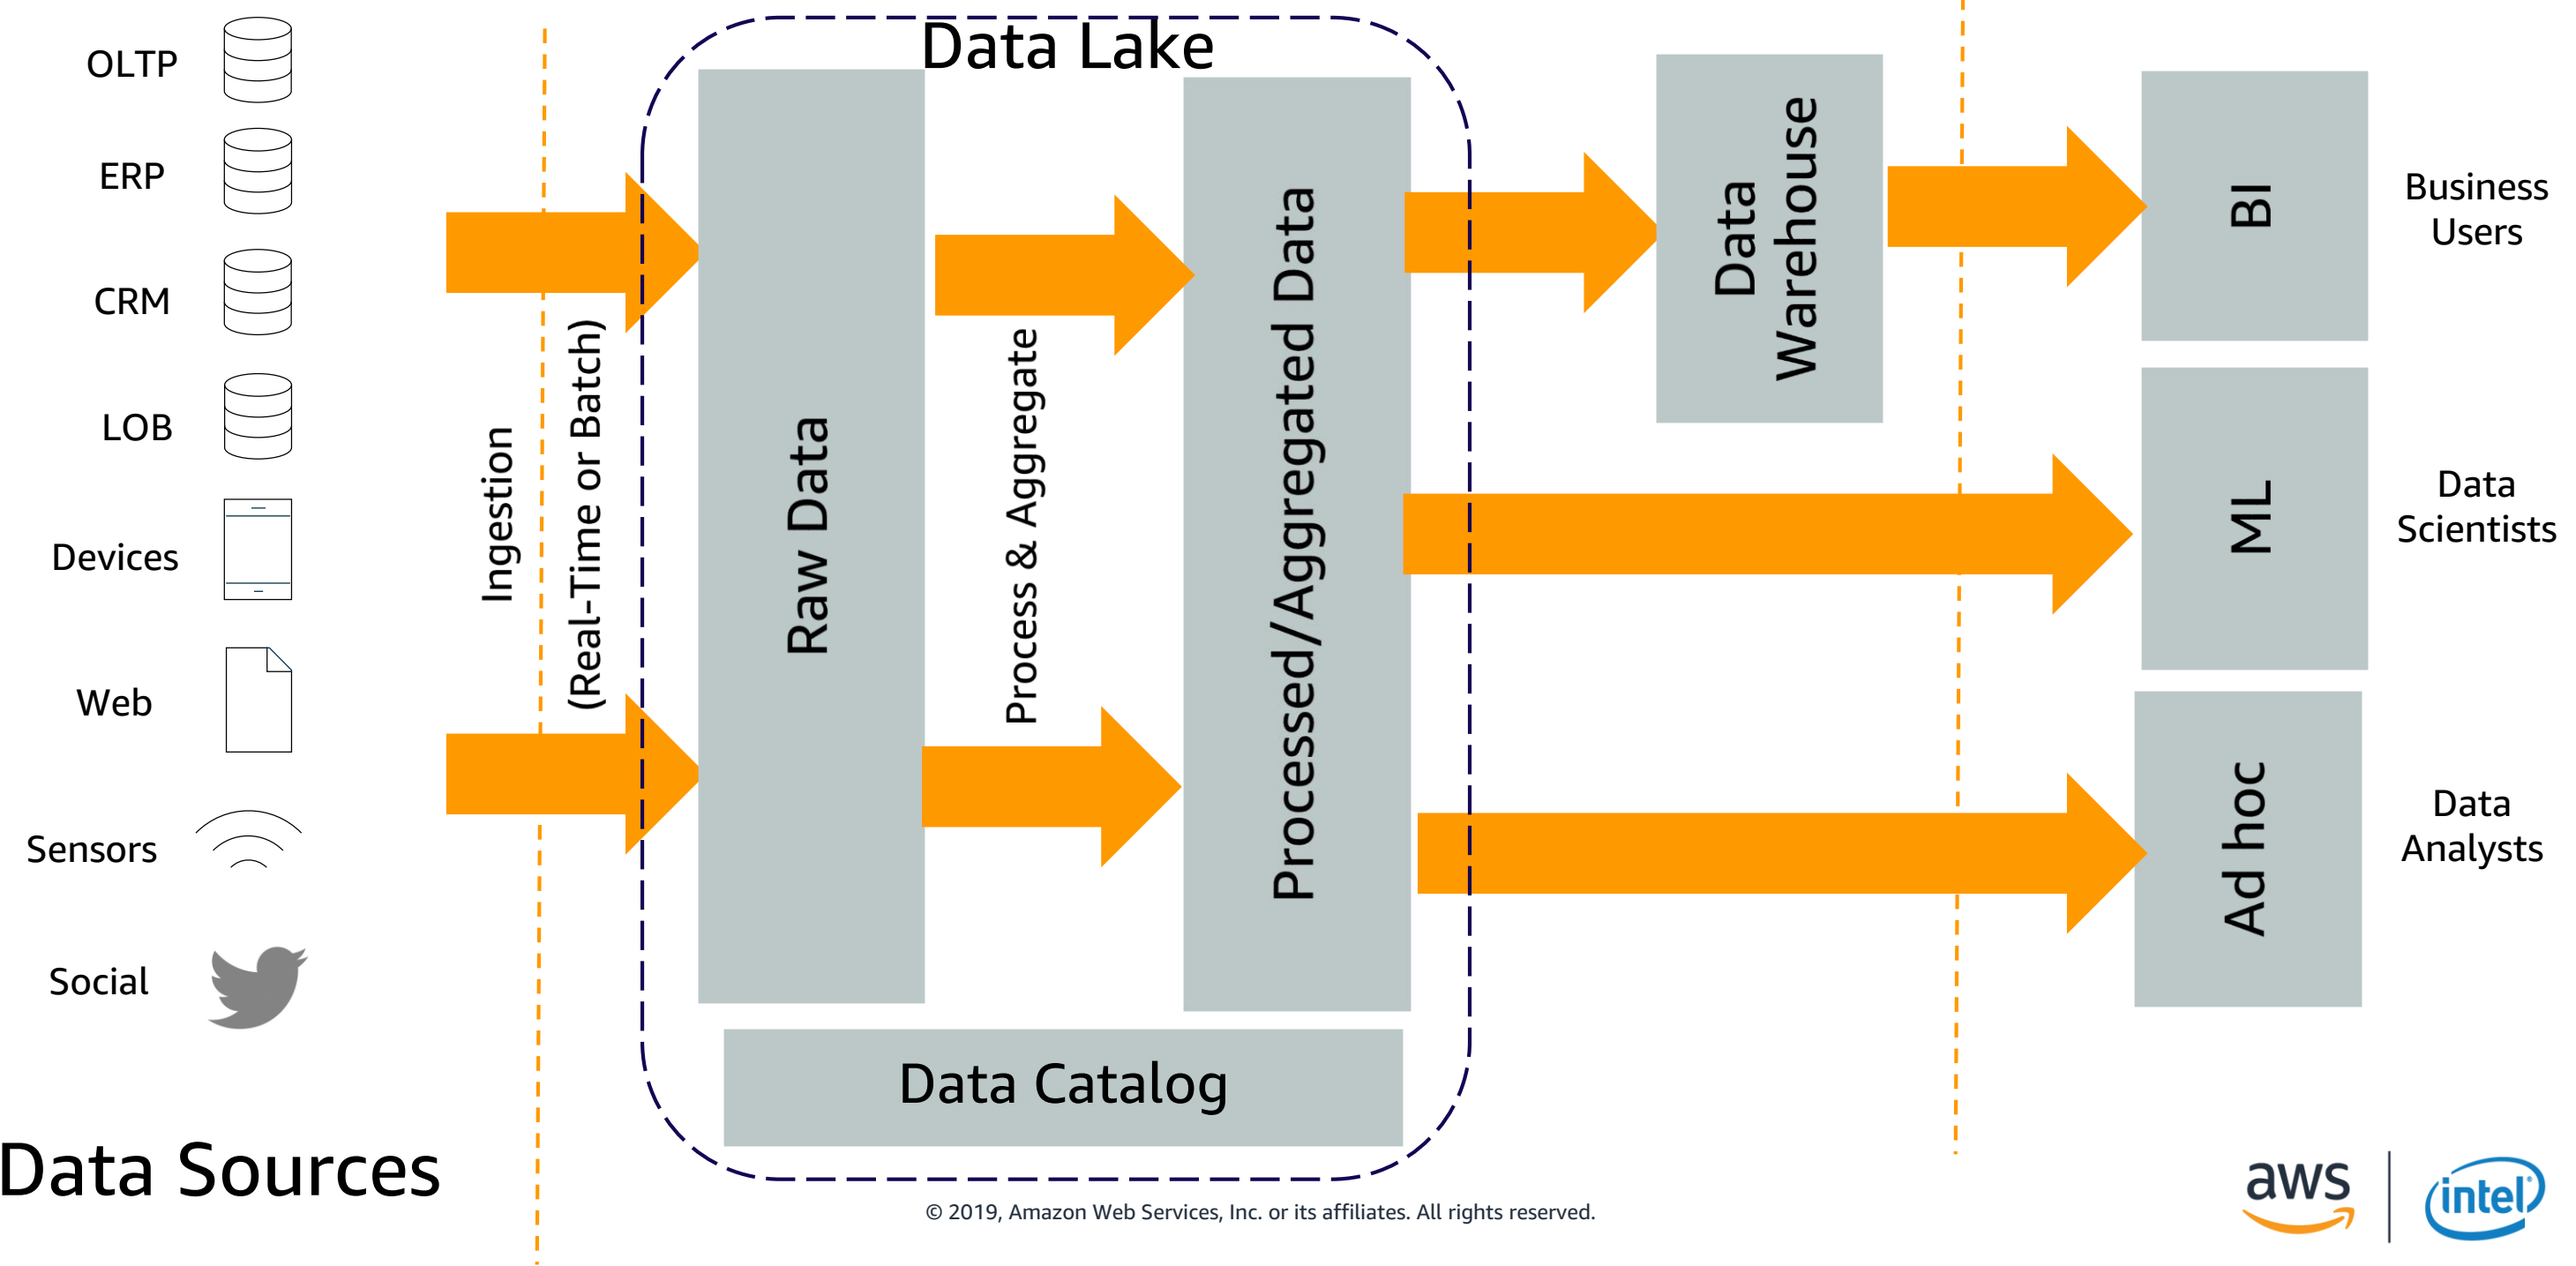 Data Lake
OLTP
ERP
CRM
LOB
Devices
Web
Sensors
Social
Data Sources
Ingestion
(Real-Time or Batch)
Raw Data
Process & Aggregate
Processed/Aggregated Data
Data Catalog
Data
Warehouse
BI
Business
Users
ML
Data
Scientists
Ad hoc
Data
Analysts
© 2019, Amazon Web Services, Inc. or its affiliates. All rights reserved.
aws
intel